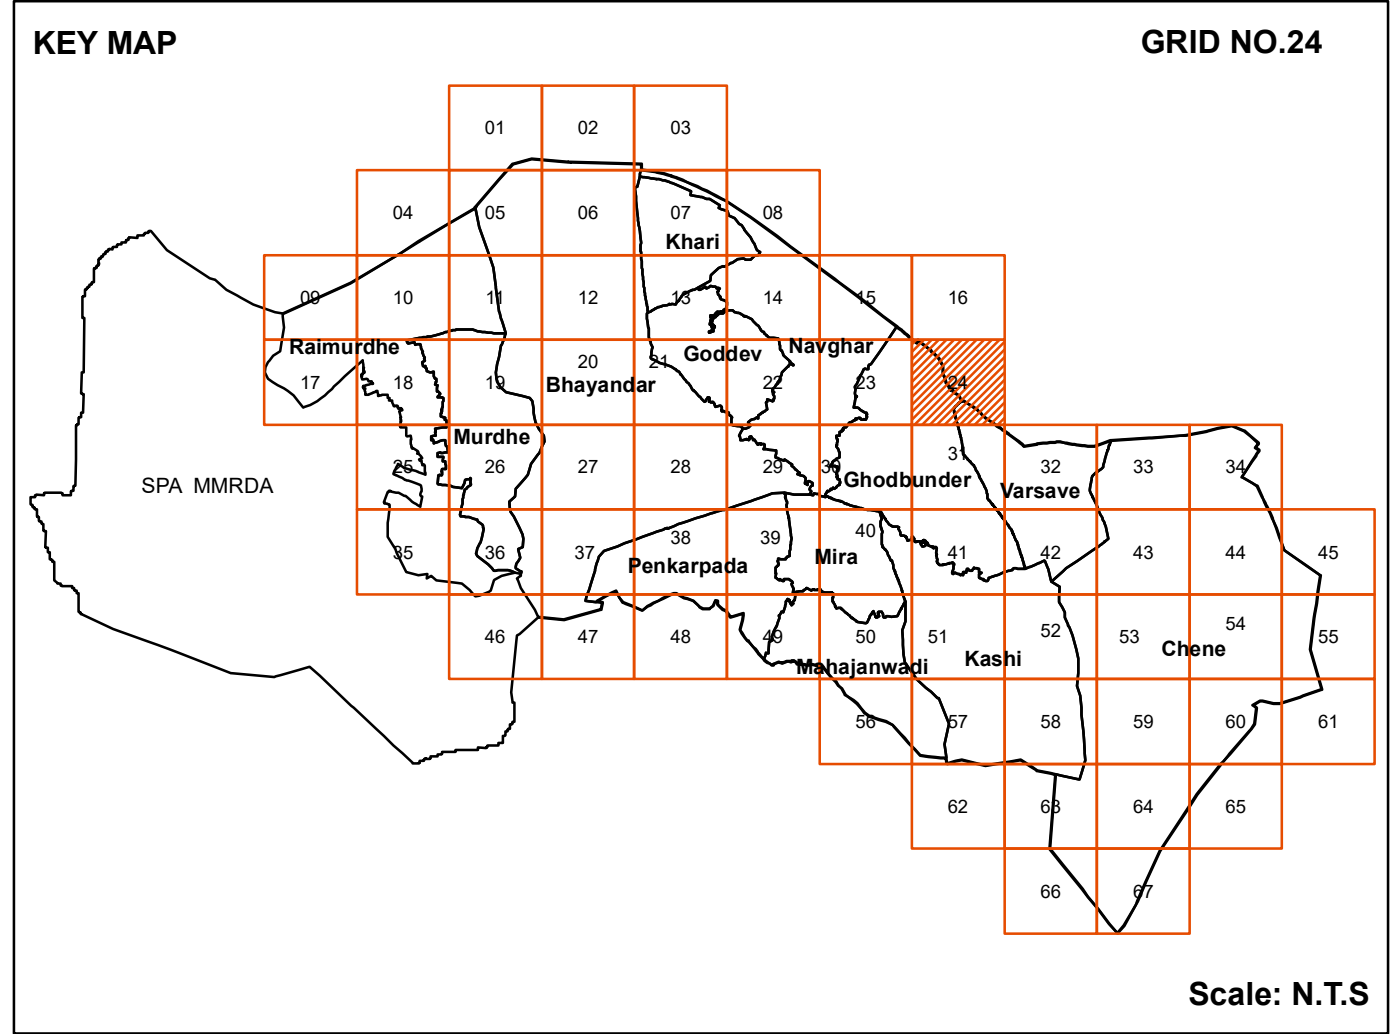 KEY MAP
GRID NO.24
01 02 03
04 05 06 07 08
Khari
09 10 11 12 13 14 15 16
Raimurdhe Goddev Navghar
17 18 19 20 21 22 23 24
Bhayandar
Murdhe
25 26 27 28 29 30 31 32 33 34
SPA MMRDA
Ghodbunder Varsave
35 36 37 38 39 40 41 42 43 44 45
Penkarpada Mira
46 47 48 49 50 51 52 53 54 55
Mahajanwadi Kashi Chene
56 57 58 59 60 61
62 63 64 65
66 67
Scale: N.T.S